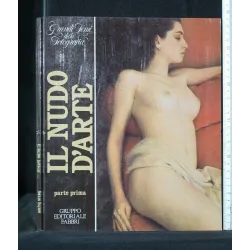 Grandi Temi
della
Fotografia
IL NUDO
D'ARTE
parte prima
GRUPPO
EDITORIALE
FABBRI